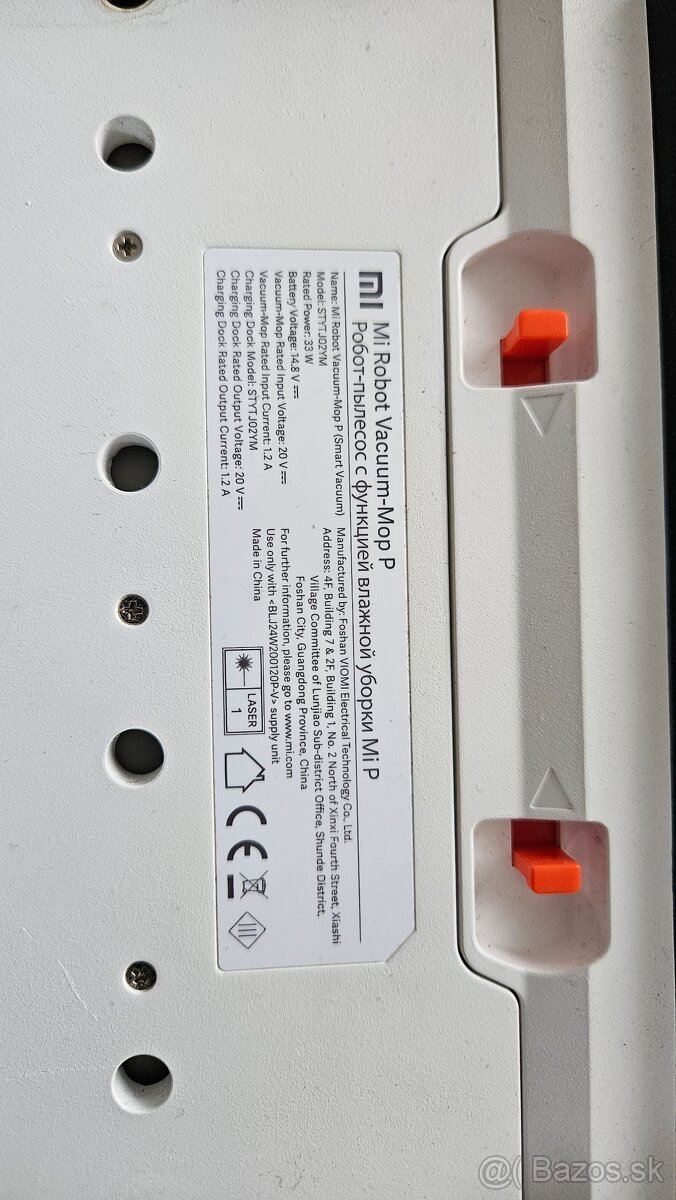 mi Mi Robot Vacuum-Mop P
Робот-пылесос с функцией влажной уборки Mi P
Name: Mi Robot Vacuum-Mop P (Smart Vacuum)
Model: STYTJ02YM
Rated Power: 33 W
Battery Voltage: 14.8 V ⎓
Vacuum-Mop Rated Input Voltage: 20 V ⎓
Vacuum-Mop Rated Input Current: 1.2 A
Charging Dock Model: STYTJ02YM
Charging Dock Rated Output Voltage: 20 V ⎓
Charging Dock Rated Output Current: 1.2 A
Manufactured by: Foshan VIOMI Electrical Technology Co., Ltd.
Address: 4F, Building 7 & 2F, Building 1, No. 2 North of Xinxi Fourth Street, Xiashi
Village Committee of Lunjiao Sub-district Office, Shunde District,
Foshan City, Guangdong Province, China
For further information, please go to www.mi.com
Use only with <BLJ24W200120P-V> supply unit
Made in China
LASER
1
CE
@( Bazos.sk